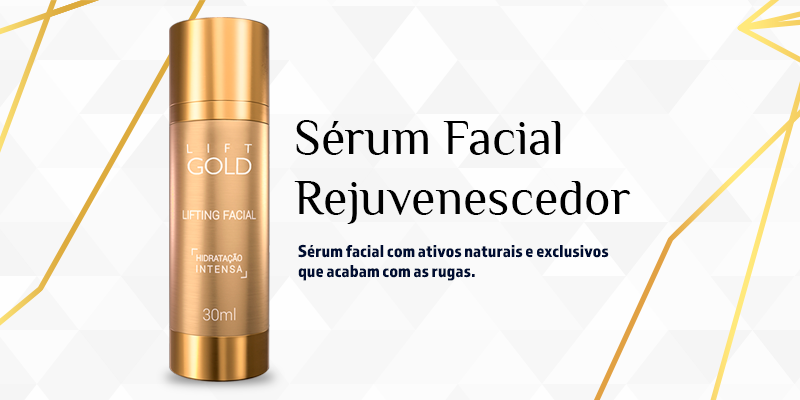 LIFT
GOLD
LIFTING FACIAL
HIDRATAÇÃO
INTENSA
30ml
Sérum Facial
Rejuvenescedor
Sérum facial com ativos naturais e exclusivos
que acabam com as rugas.